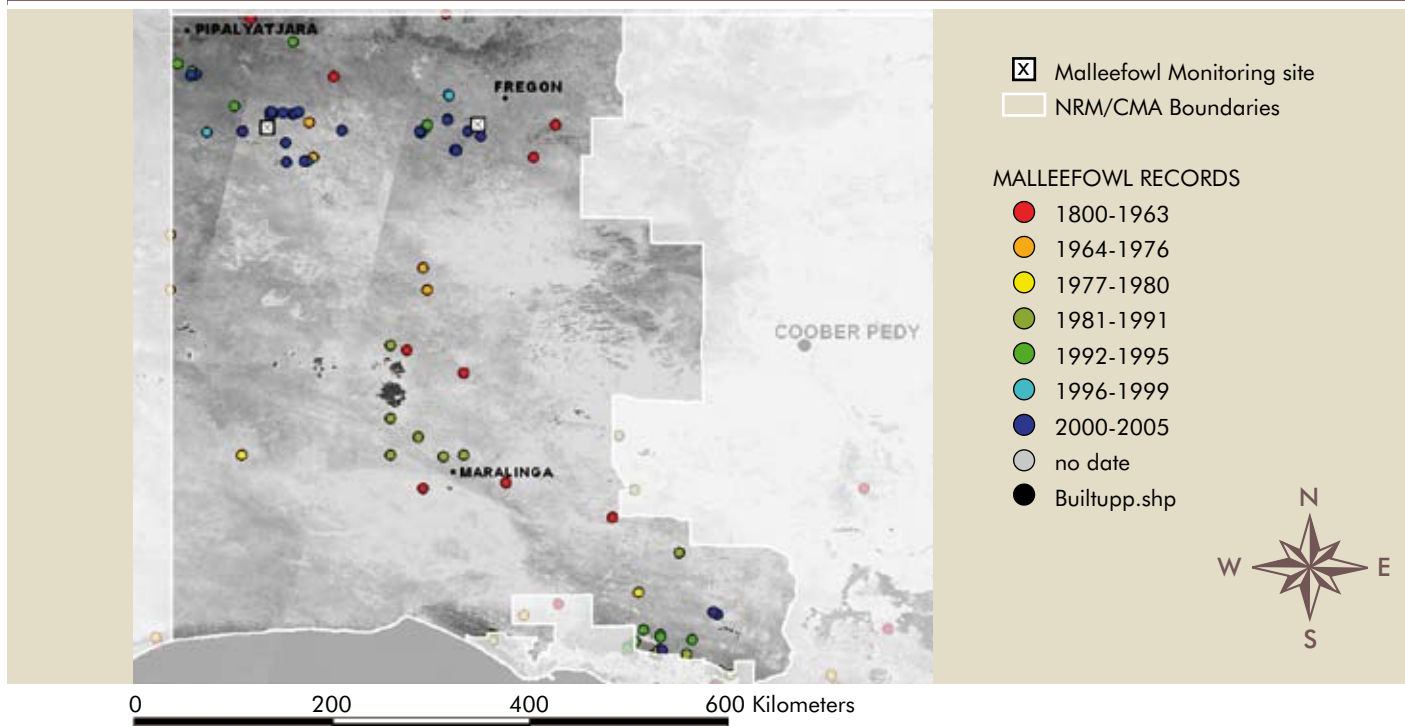 PIPALYATJARA
FREGON
COOBER PEDY
MARALINGA
X Malleefowl Monitoring site
NRM/CMA Boundaries
MALLEEFOWL RECORDS
1800-1963
1964-1976
1977-1980
1981-1991
1992-1995
1996-1999
2000-2005
no date
Builtupp.shp
N
W E
S
0 200 400 600 Kilometers